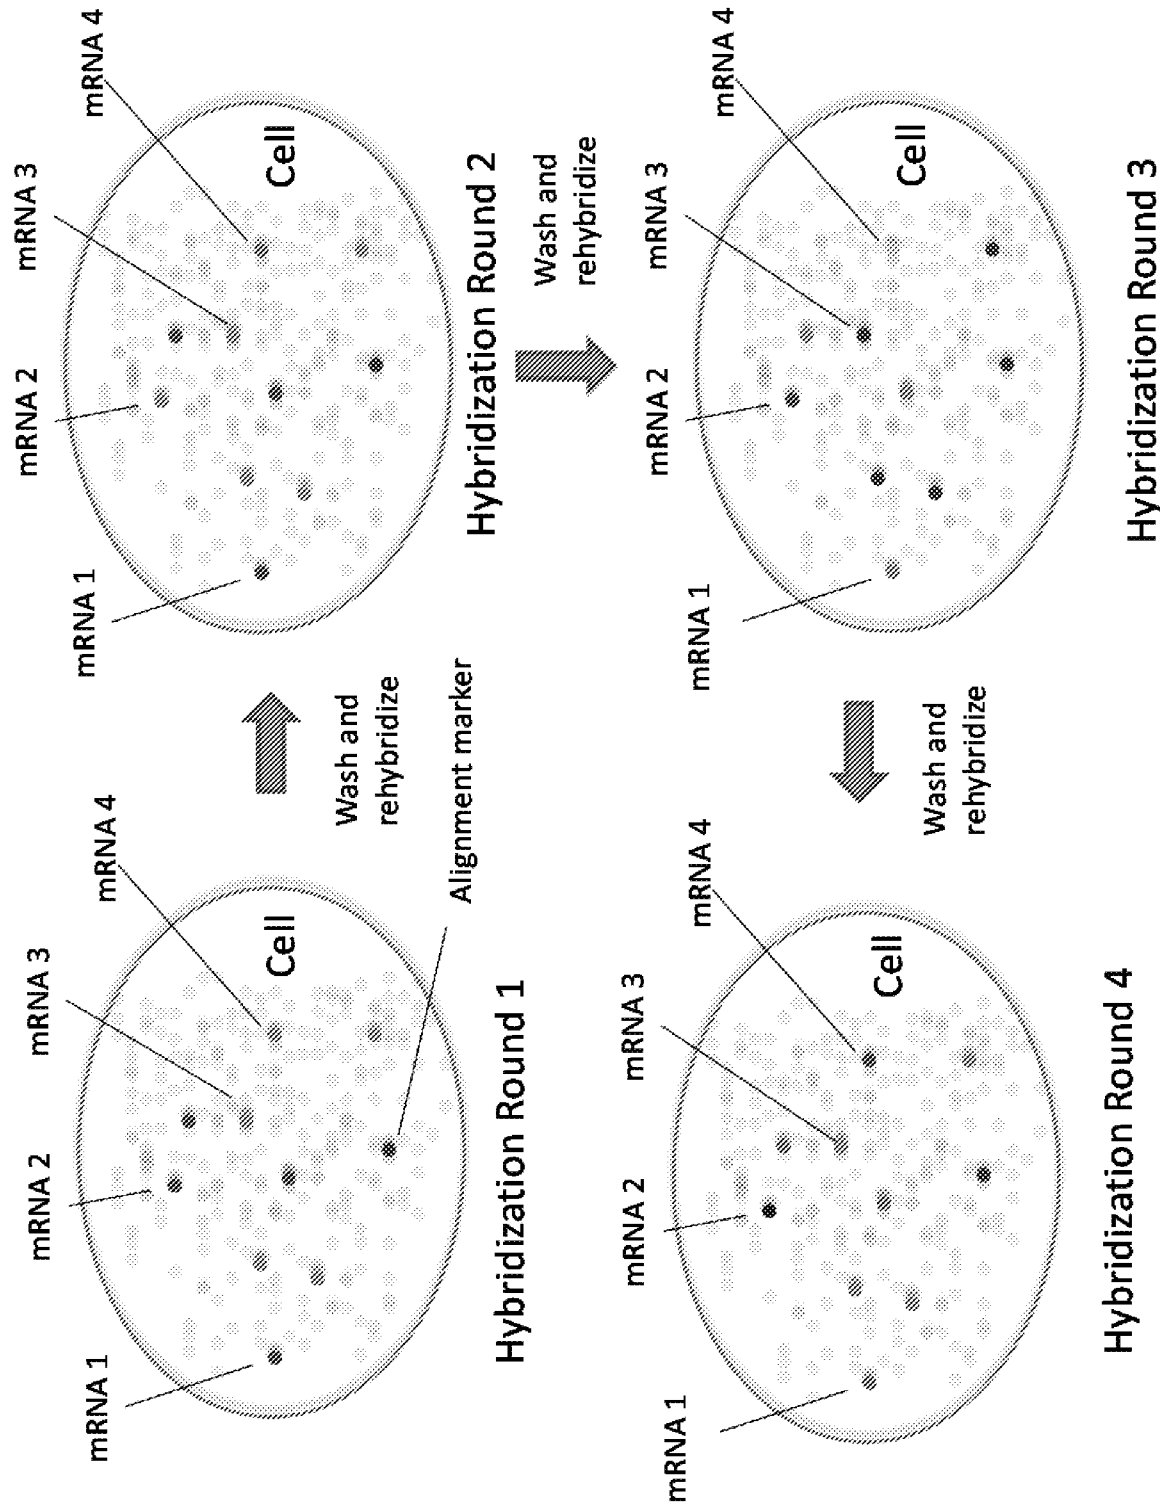 mRNA 1
mRNA 2
mRNA 3
mRNA 4
Cell
Hybridization Round 1
Alignment marker
Wash and
rehybridize
mRNA 1
mRNA 2
mRNA 3
mRNA 4
Cell
Hybridization Round 2
Wash and
rehybridize
mRNA 1
mRNA 2
mRNA 3
mRNA 4
Cell
Hybridization Round 3
Wash and
rehybridize
mRNA 1
mRNA 2
mRNA 3
mRNA 4
Cell
Hybridization Round 4